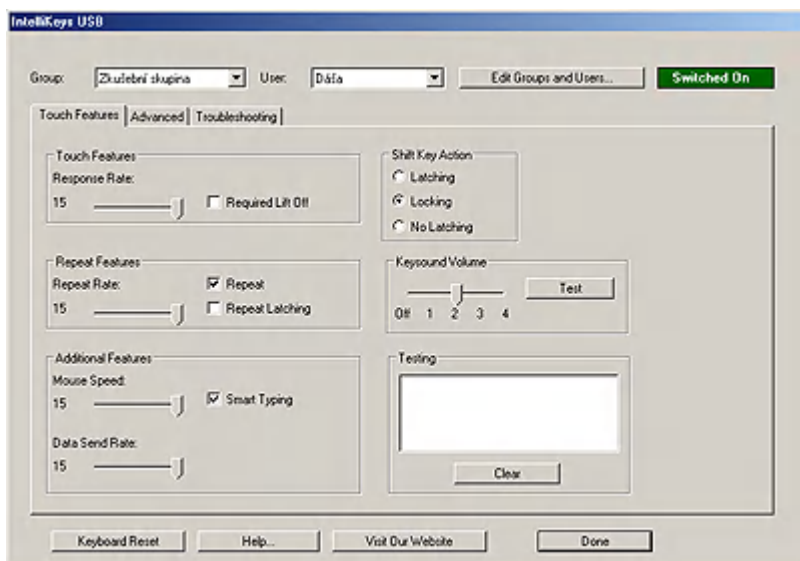 IntelliKeys USB
Group: Zkušební skupina User: Dáša Edit Groups and Users... Switched On
Touch Features Advanced Troubleshooting
Touch Features
Response Rate:
15 Required Lift Off
Shift Key Action
Latching
Locking
No Latching
Repeat Features
Repeat Rate: Repeat
15 Repeat Latching
Keysound Volume
Test
Off 1 2 3 4
Additional Features
Mouse Speed:
15 Smart Typing
Data Send Rate:
15
Testing
Clear
Keyboard Reset Help... Visit Our Website Done